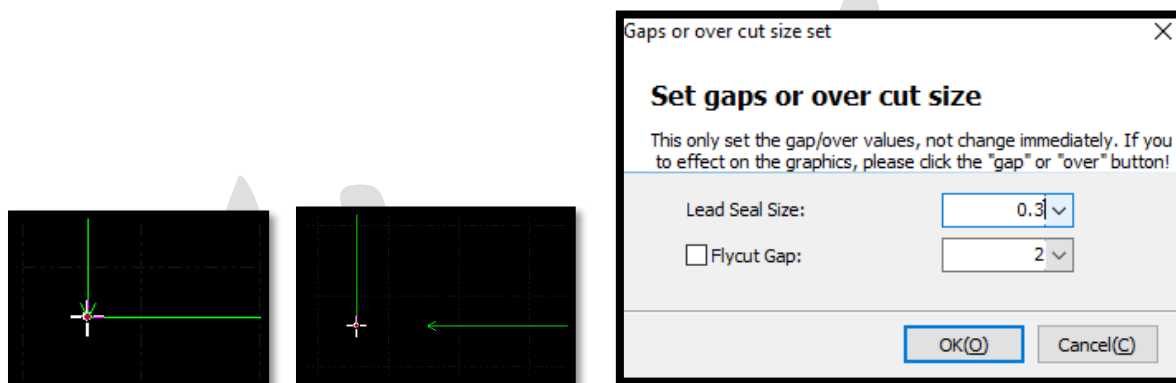 Gaps or over cut size set
Set gaps or over cut size
This only set the gap/over values, not change immediately. If you
to effect on the graphics, please click the "gap" or "over" button!
Lead Seal Size:
0.3
Flycut Gap:
2
OK(O)
Cancel(C)